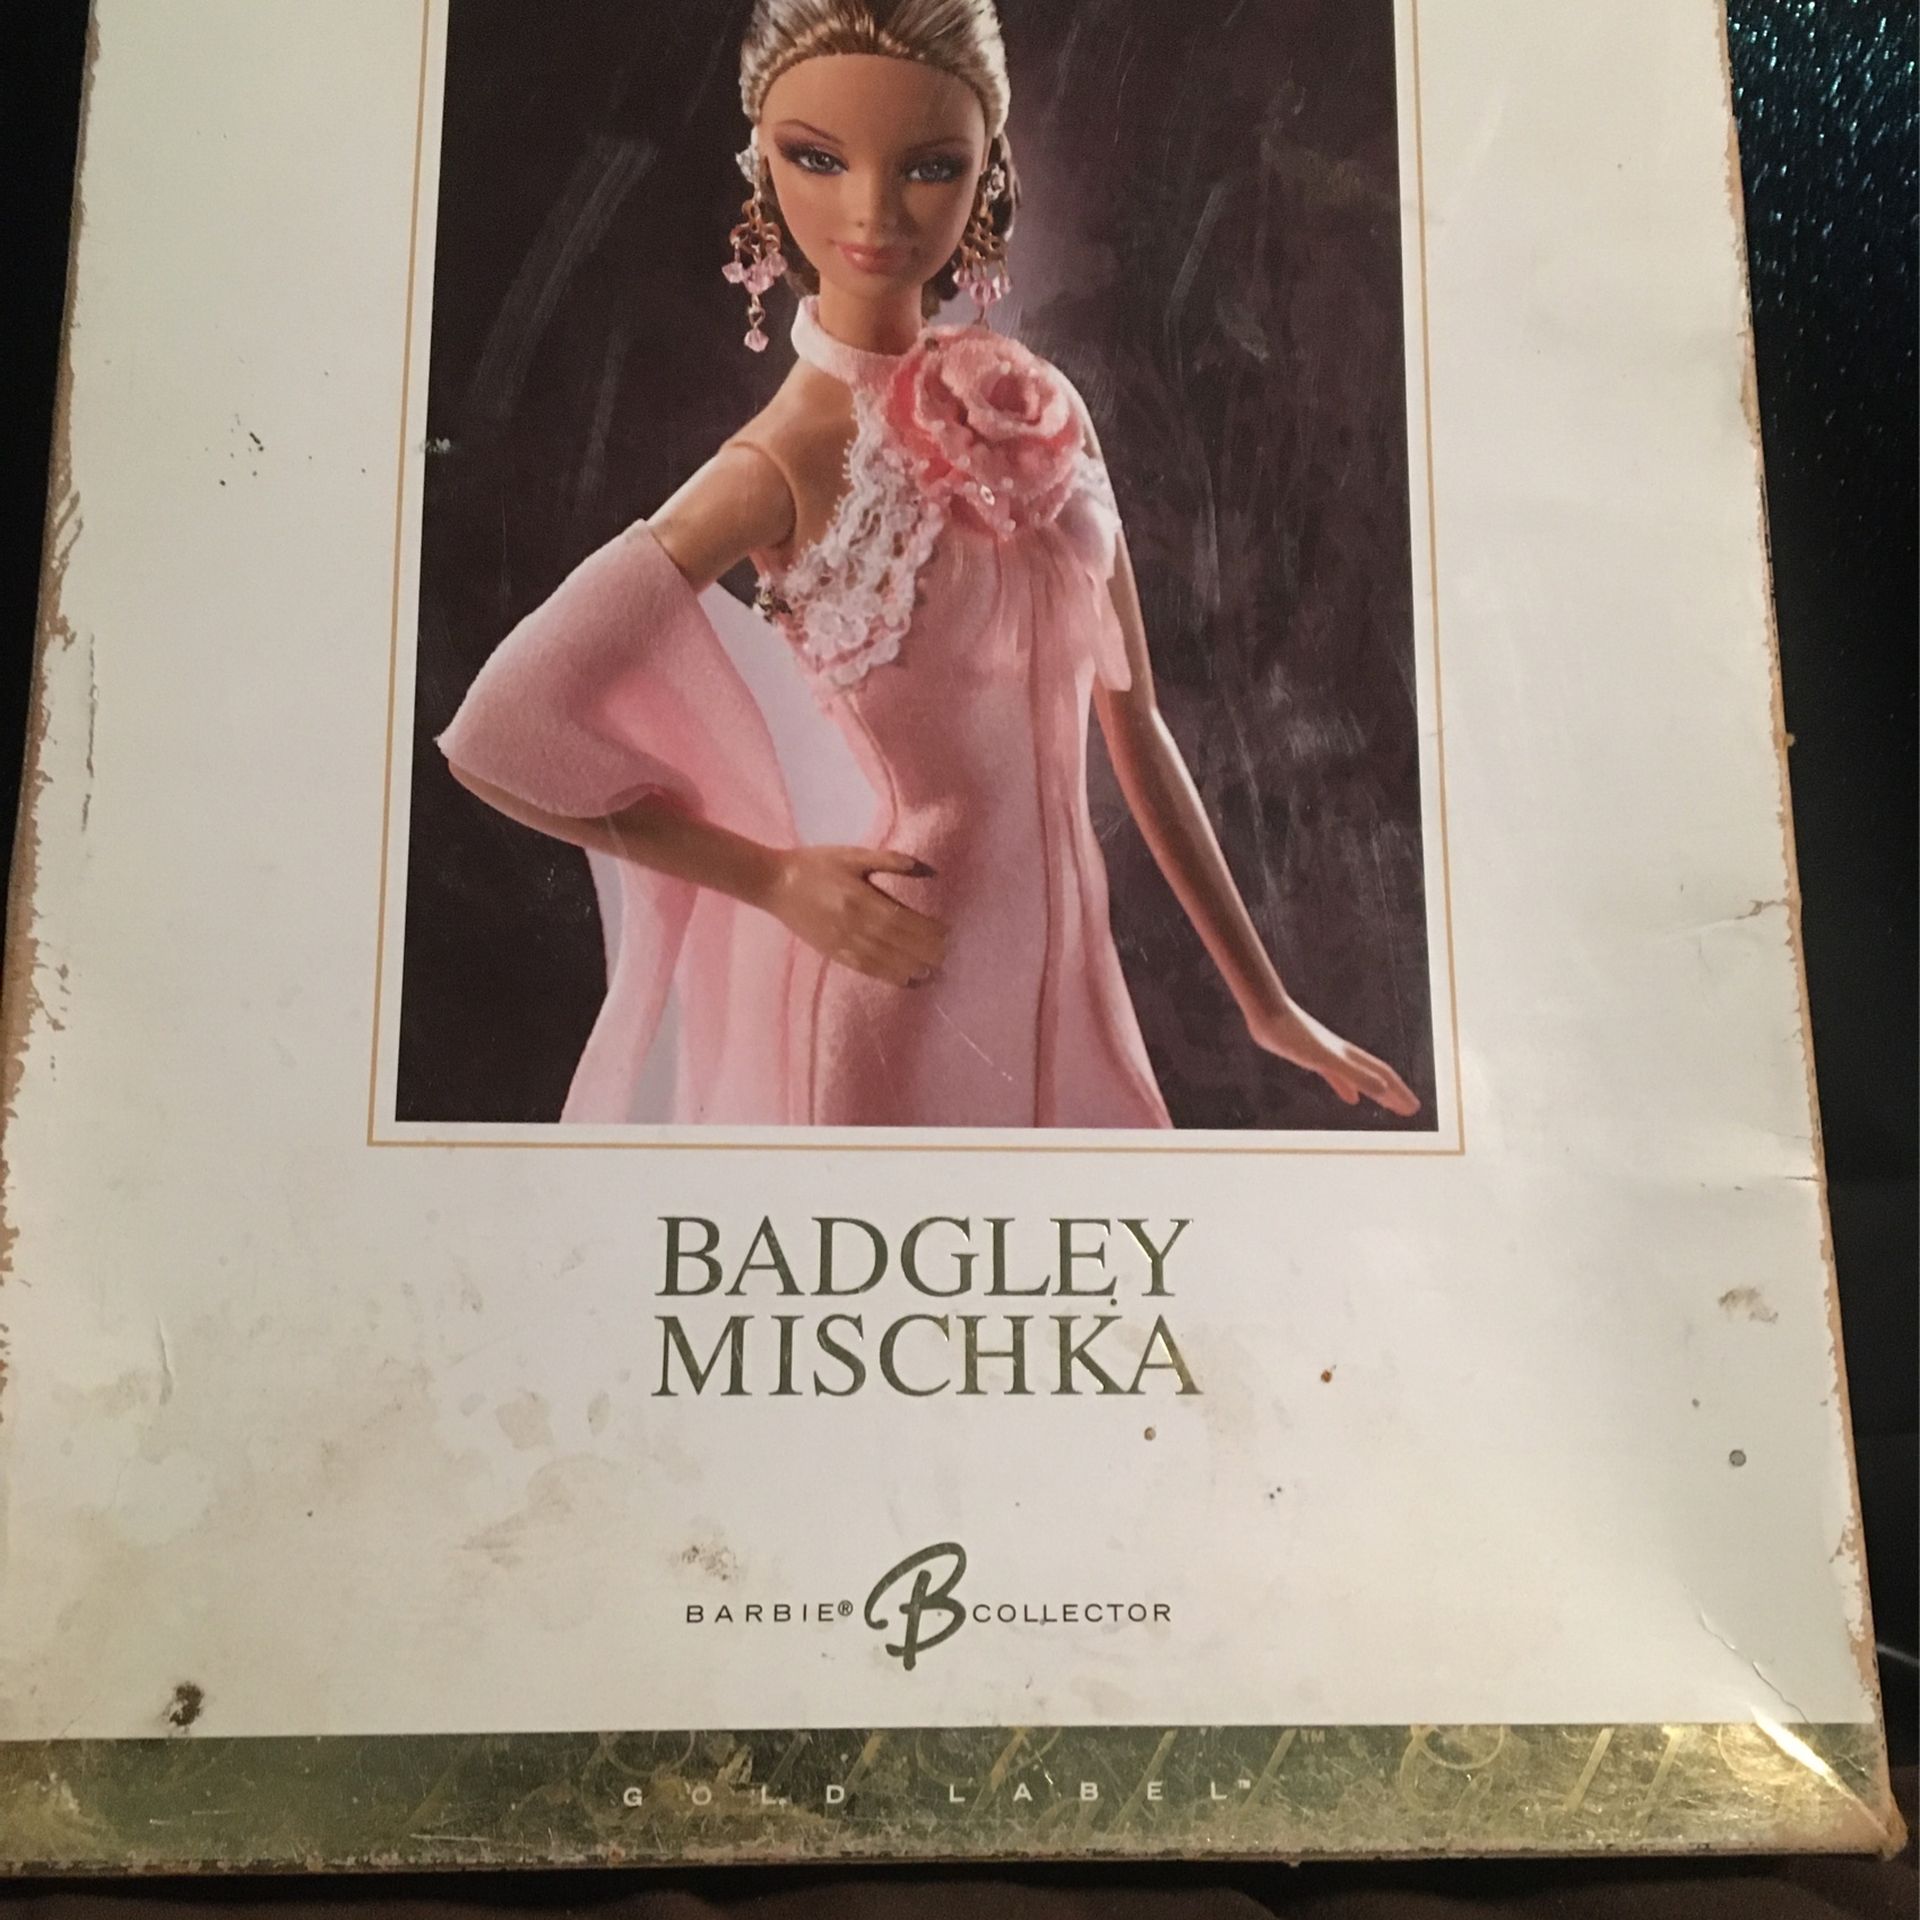 BADGLEY
MISCHKA
BARBIE® B COLLECTOR
GOLD LABEL™